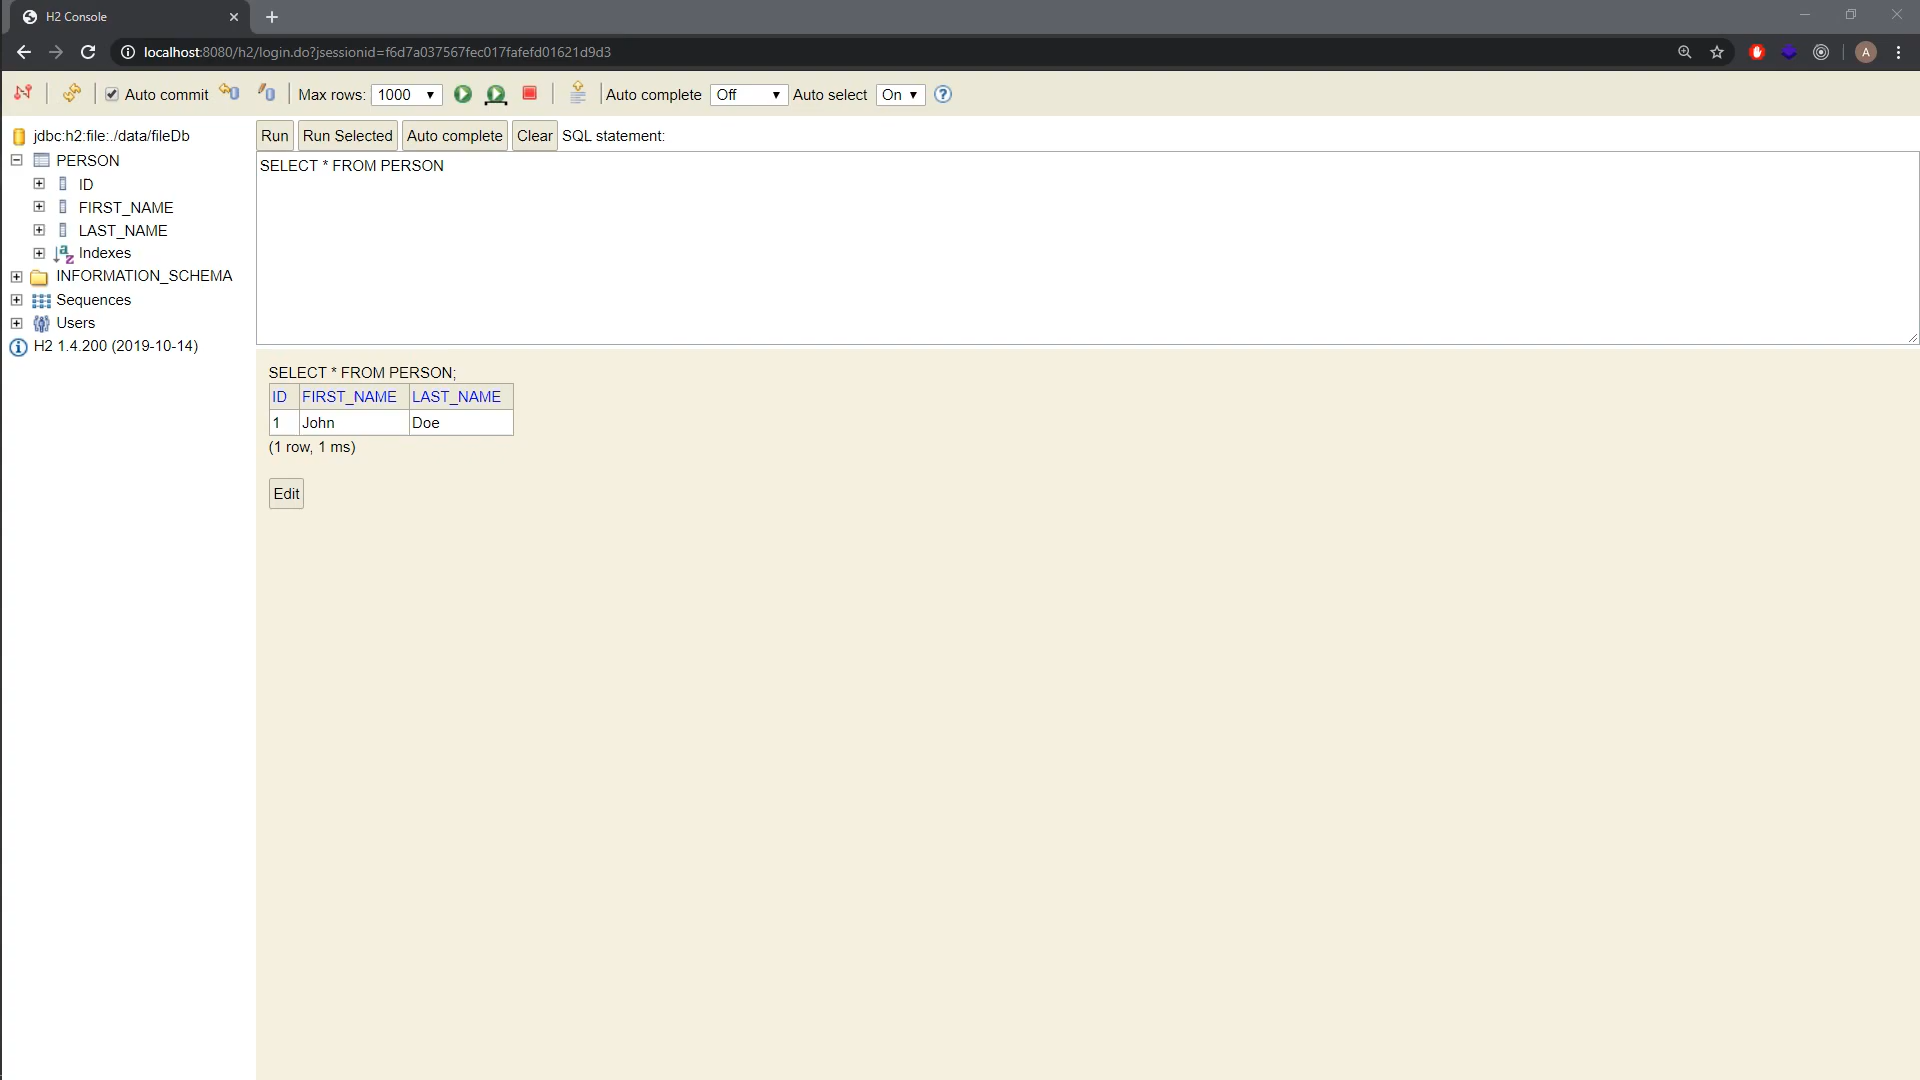 H2 Console
localhost:8080/h2/login.do?jsessionid=f6d7a037567fec017fafefd01621d9d3
A
Auto commit
Max rows: 1000
Auto complete Off
Auto select On
jdbc:h2:file:./data/fileDb
PERSON
ID
FIRST_NAME
LAST_NAME
Indexes
INFORMATION_SCHEMA
Sequences
Users
H2 1.4.200 (2019-10-14)
Run Run Selected Auto complete Clear SQL statement:
SELECT * FROM PERSON
SELECT * FROM PERSON;
ID FIRST_NAME LAST_NAME
1 John Doe
(1 row, 1 ms)
Edit